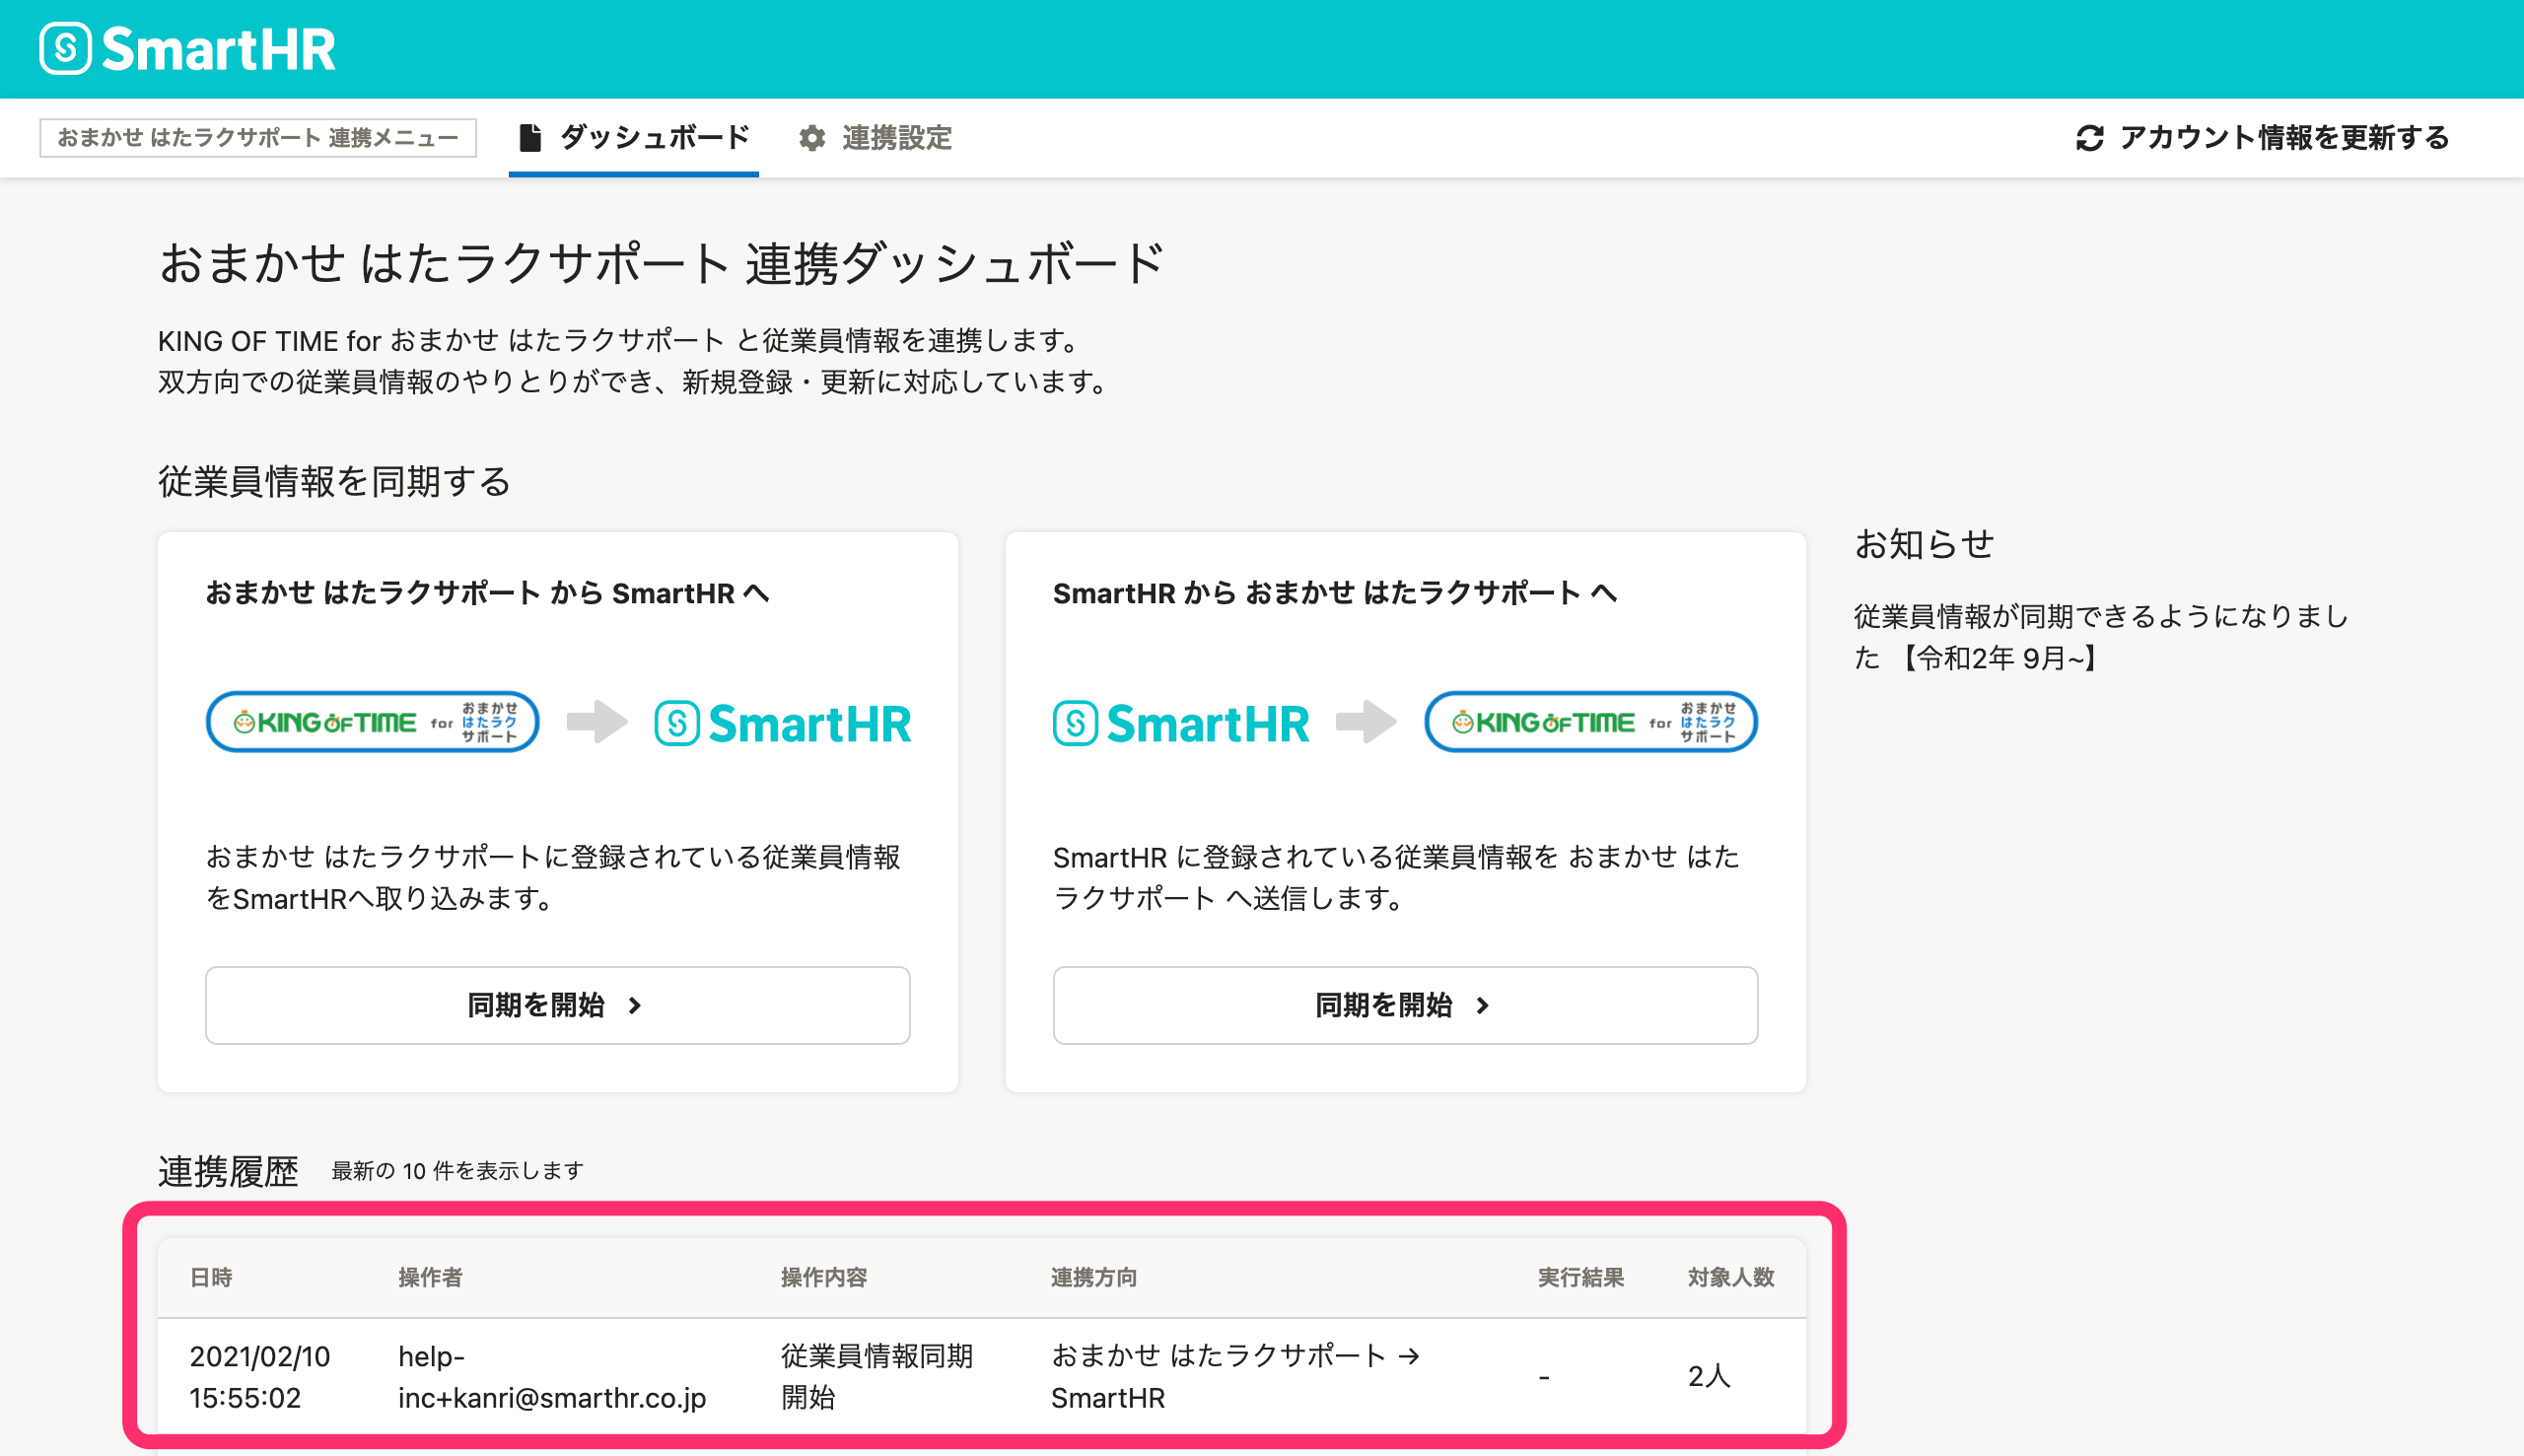 SmartHR
おまかせ はたラクサポート 連携メニュー
ダッシュボード
連携設定
アカウント情報を更新する
おまかせ はたラクサポート 連携ダッシュボード
KING OF TIME for おまかせ はたラクサポート と従業員情報を連携します。
双方向での従業員情報のやりとりができ、新規登録・更新に対応しています。
従業員情報を同期する
おまかせ はたラクサポート から SmartHR へ
KING OF TIME for おまかせ
はたラク
サポート
SmartHR
おまかせ はたラクサポートに登録されている従業員情報
をSmartHRへ取り込みます。
同期を開始
SmartHR から おまかせ はたラクサポート へ
SmartHR
KING OF TIME for おまかせ
はたラク
サポート
SmartHR に登録されている従業員情報を おまかせ はた
ラクサポート へ送信します。
同期を開始
お知らせ
従業員情報が同期できるようになりまし
た 【令和2年 9月~】
連携履歴 最新の 10 件を表示します
日時 操作者 操作内容 連携方向 実行結果 対象人数
2021/02/10
15:55:02
help-
inc+kanri@smarthr.co.jp
従業員情報同期
開始
おまかせ はたラクサポート →
SmartHR
-
2人